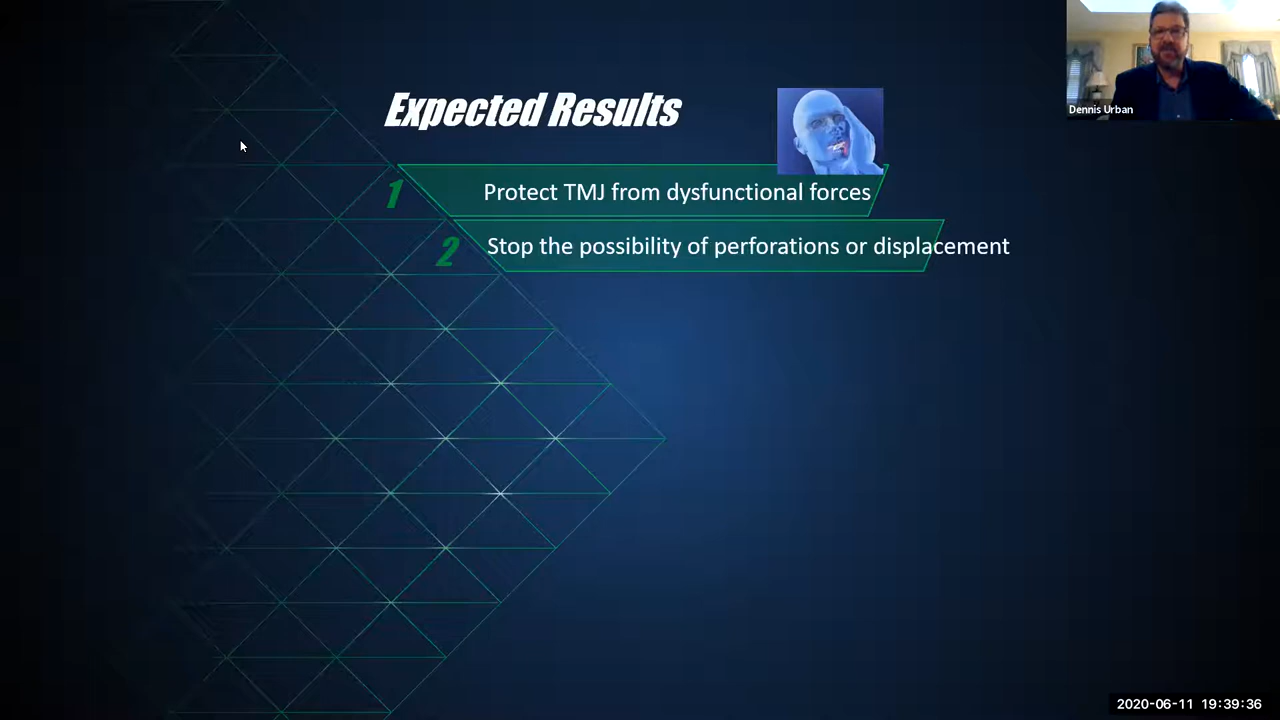 Expected Results
Dennis Urban
1
Protect TMJ from dysfunctional forces
2
Stop the possibility of perforations or displacement
2020-06-11 19:39:36